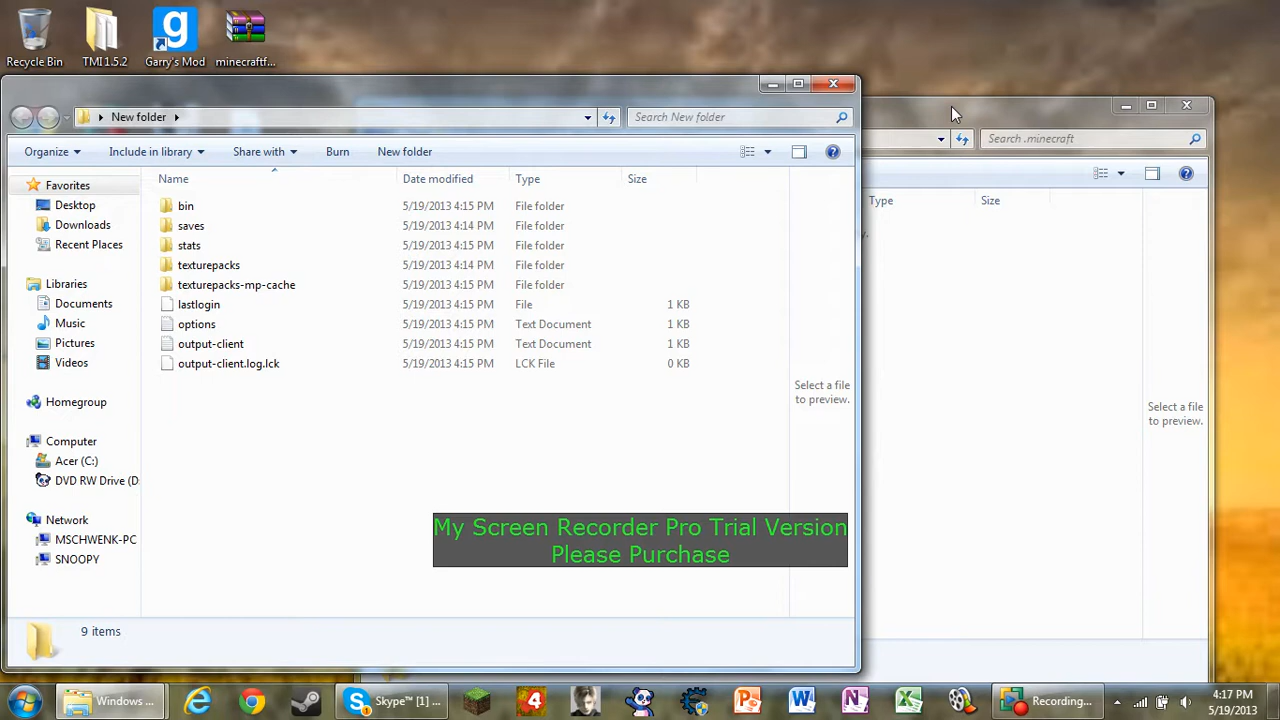 Recycle Bin
TMI 1.5.2
Garry's Mod
minecraftf...
New folder
Search New folder
Search .minecraft
Organize
Include in library
Share with
Burn
New folder
Name
Date modified
Type
Size
Type
Size
Favorites
Desktop
Downloads
Recent Places
Libraries
Documents
Music
Pictures
Videos
Homegroup
Computer
Acer (C:)
DVD RW Drive (D:
Network
MSCHWENK-PC
SNOOPY
bin 5/19/2013 4:15 PM File folder
saves 5/19/2013 4:14 PM File folder
stats 5/19/2013 4:15 PM File folder
texturepacks 5/19/2013 4:14 PM File folder
texturepacks-mp-cache 5/19/2013 4:15 PM File folder
lastlogin 5/19/2013 4:15 PM File 1 KB
options 5/19/2013 4:15 PM Text Document 1 KB
output-client 5/19/2013 4:15 PM Text Document 1 KB
output-client.log.lck 5/19/2013 4:15 PM LCK File 0 KB
Select a file
to preview.
Select a file
to preview.
My Screen Recorder Pro Trial Version
Please Purchase
9 items
Windows ...
Skype™ [1] ...
Recording...
4:17 PM
5/19/2013